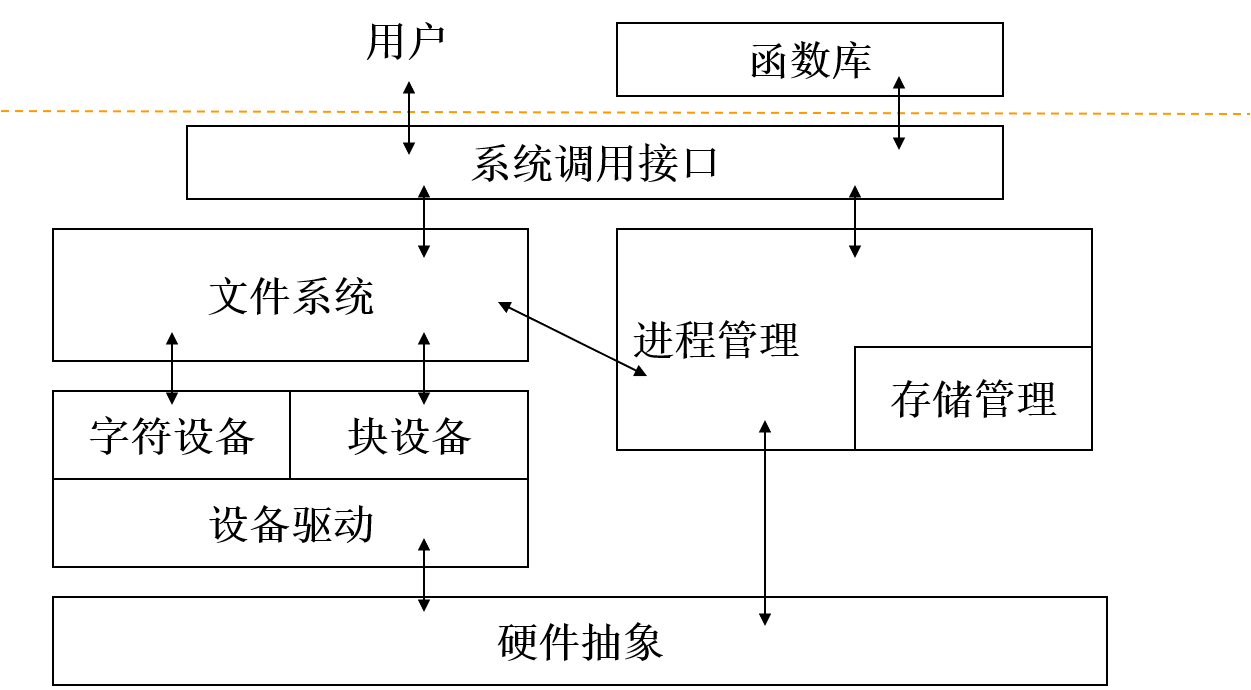 用户
函数库
系统调用接口
文件系统
进程管理
存储管理
字符设备
块设备
设备驱动
硬件抽象